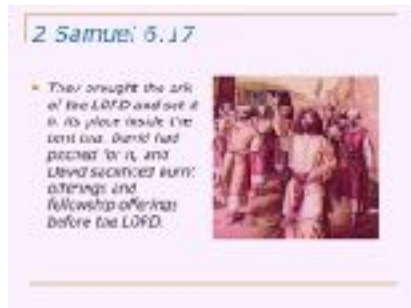 2 Samuel 6:17
They brought the ark
of the LORD and set it
in its place inside the
tent that David had
pitched for it, and
David sacrificed burnt
offerings and
fellowship offerings
before the LORD.